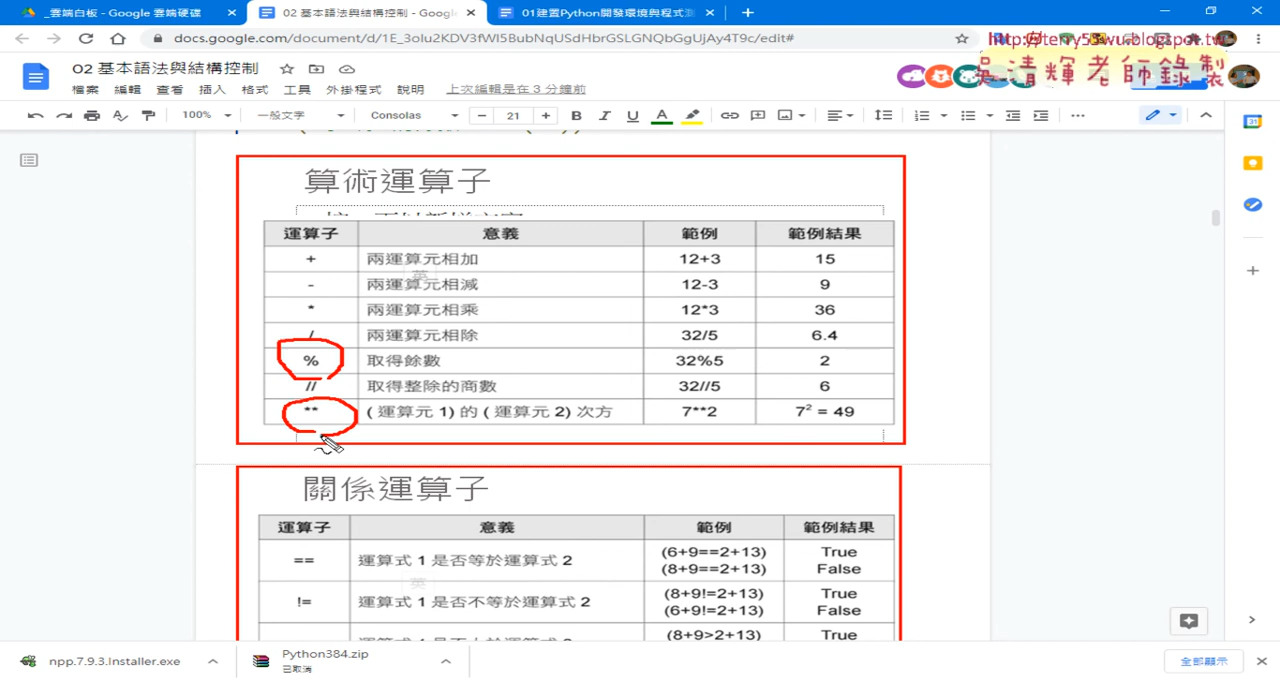 _雲端白板 - Google 雲端硬碟
02 基本語法與結構控制 - Googl
01建置Python開發環境與程式測
docs.google.com/document/d/1E_3olu2KDV3fWI5BubNqUSdHbrGSLGNQbGgUjAy4T9c/edit#
http://terry55wu.blogspot.tw
吳清輝老師錄製
02 基本語法與結構控制
檔案 編輯 查看 插入 格式 工具 外掛程式 說明 上次編輯是在 3 分鐘前
100% 一般文字 Consolas 21 B I U A
算術運算子
運算子 意義 範例 範例結果
+ 兩運算元相加 12+3 15
- 兩運算元相減 12-3 9
* 兩運算元相乘 12*3 36
/ 兩運算元相除 32/5 6.4
% 取得餘數 32%5 2
// 取得整除的商數 32//5 6
** (運算元 1) 的 (運算元 2) 次方 7**2 7² = 49
關係運算子
運算子 意義 範例 範例結果
== 運算式 1 是否等於運算式 2 (6+9==2+13) True
(8+9==2+13) False
!= 運算式 1 是否不等於運算式 2 (8+9!=2+13) True
(6+9!=2+13) False
(8+9>2+13) True
npp.7.9.3.Installer.exe
Python384.zip
已取消
全部顯示